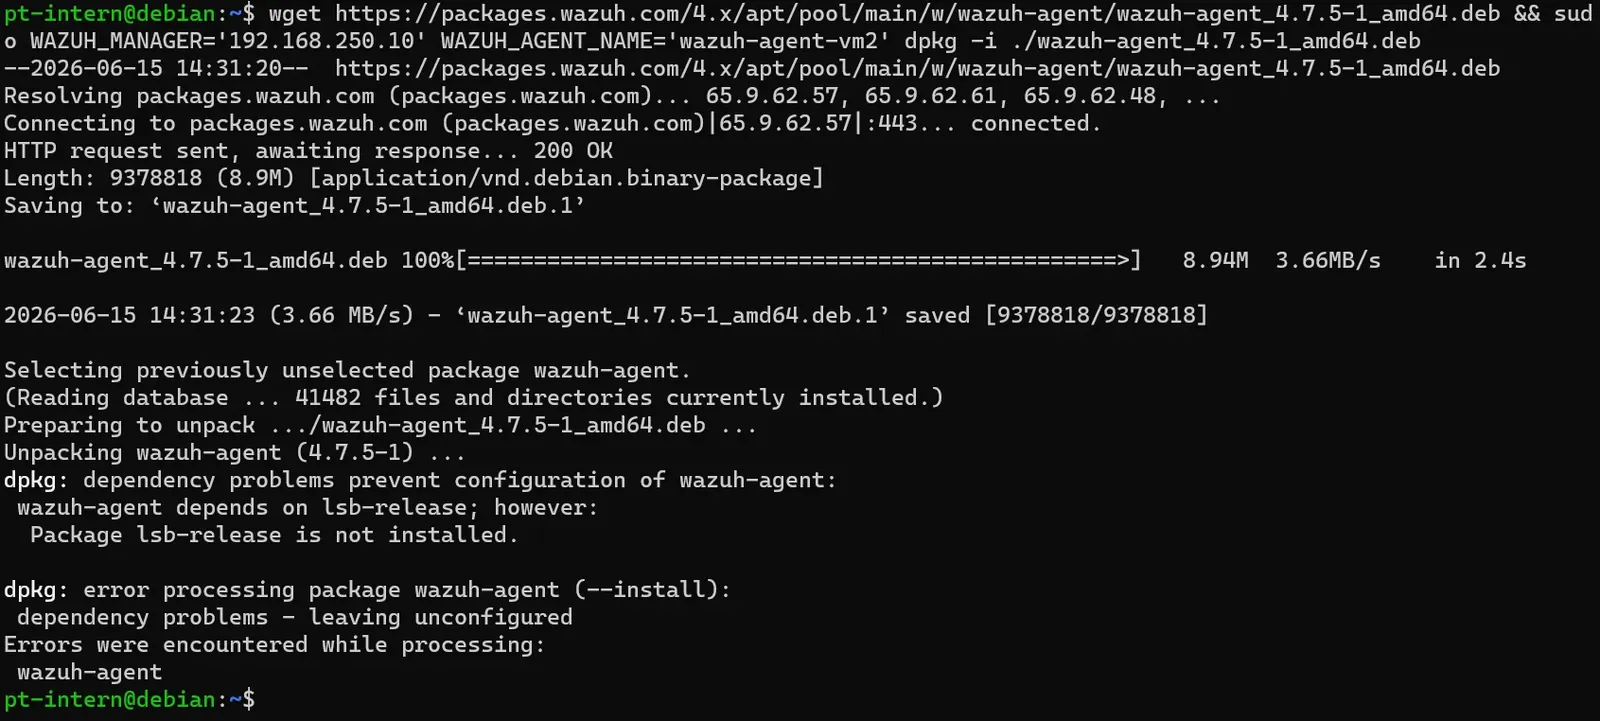 pt-intern@debian:~$ wget https://packages.wazuh.com/4.x/apt/pool/main/w/wazuh-agent/wazuh-agent_4.7.5-1_amd64.deb && sud
o WAZUH_MANAGER='192.168.250.10' WAZUH_AGENT_NAME='wazuh-agent-vm2' dpkg -i ./wazuh-agent_4.7.5-1_amd64.deb
--2026-06-15 14:31:20--  https://packages.wazuh.com/4.x/apt/pool/main/w/wazuh-agent/wazuh-agent_4.7.5-1_amd64.deb
Resolving packages.wazuh.com (packages.wazuh.com)... 65.9.62.57, 65.9.62.61, 65.9.62.48, ...
Connecting to packages.wazuh.com (packages.wazuh.com)|65.9.62.57|:443... connected.
HTTP request sent, awaiting response... 200 OK
Length: 9378818 (8.9M) [application/vnd.debian.binary-package]
Saving to: ‘wazuh-agent_4.7.5-1_amd64.deb.1’

wazuh-agent_4.7.5-1_amd64.deb 100%[=================================================>]   8.94M  3.66MB/s    in 2.4s

2026-06-15 14:31:23 (3.66 MB/s) - ‘wazuh-agent_4.7.5-1_amd64.deb.1’ saved [9378818/9378818]

Selecting previously unselected package wazuh-agent.
(Reading database ... 41482 files and directories currently installed.)
Preparing to unpack .../wazuh-agent_4.7.5-1_amd64.deb ...
Unpacking wazuh-agent (4.7.5-1) ...
dpkg: dependency problems prevent configuration of wazuh-agent:
 wazuh-agent depends on lsb-release; however:
  Package lsb-release is not installed.

dpkg: error processing package wazuh-agent (--install):
 dependency problems - leaving unconfigured
Errors were encountered while processing:
 wazuh-agent
pt-intern@debian:~$